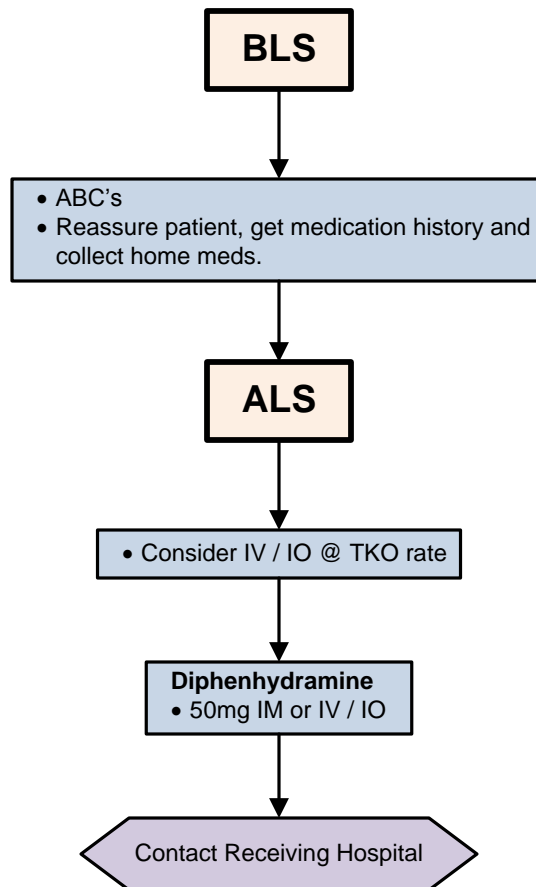 BLS
• ABC’s
• Reassure patient, get medication history and
collect home meds.
ALS
• Consider IV / IO @ TKO rate
Diphenhydramine
• 50mg IM or IV / IO
Contact Receiving Hospital